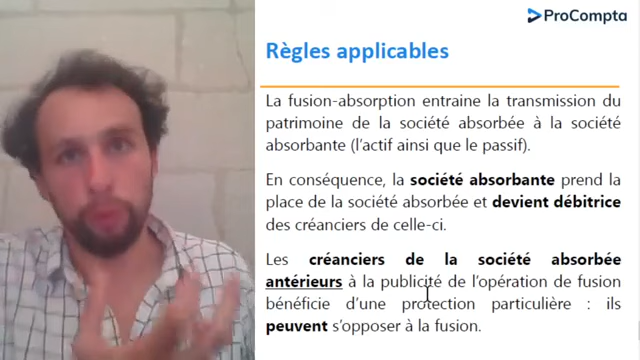 ProCompta
Règles applicables
La fusion-absorption entraine la transmission du
patrimoine de la société absorbée à la société
absorbante (l’actif ainsi que le passif).
En conséquence, la société absorbante prend la
place de la société absorbée et devient débitrice
des créanciers de celle-ci.
Les créanciers de la société absorbée
antérieurs à la publicité de l’opération de fusion
bénéficie d’une protection particulière : ils
peuvent s’opposer à la fusion.